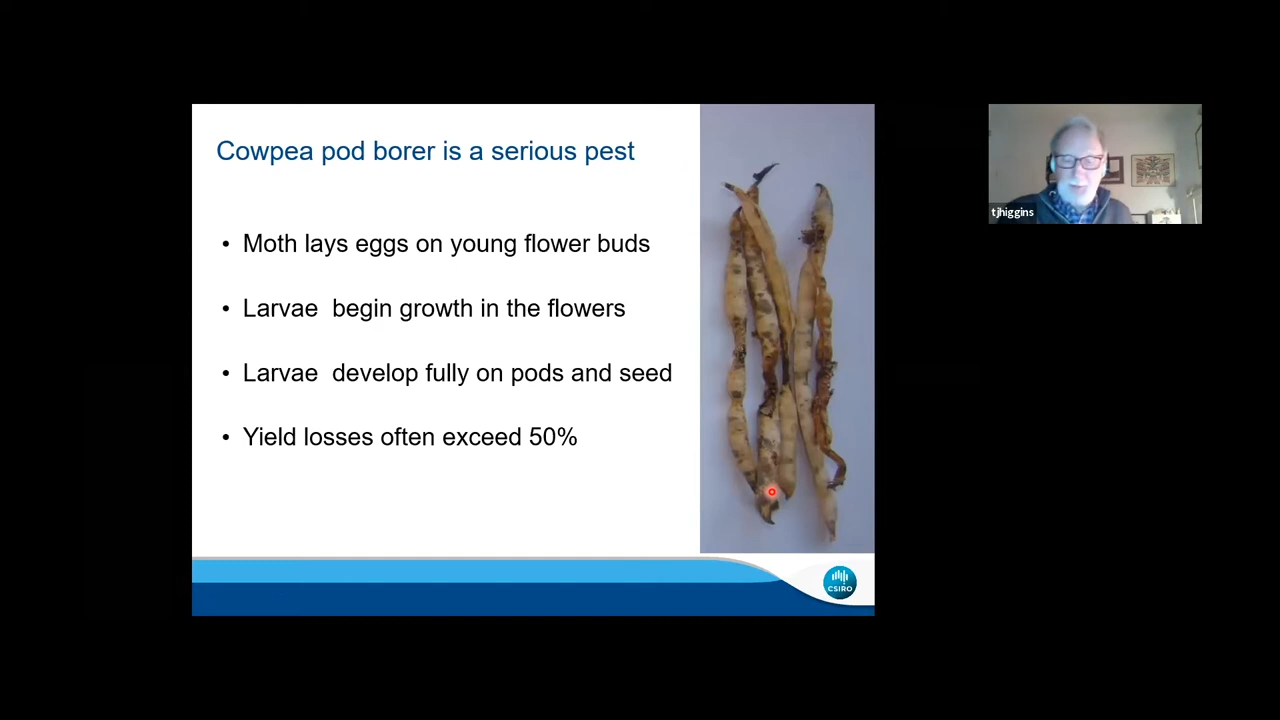 Cowpea pod borer is a serious pest
• Moth lays eggs on young flower buds
• Larvae begin growth in the flowers
• Larvae develop fully on pods and seed
• Yield losses often exceed 50%
CSIRO
tjhiggins